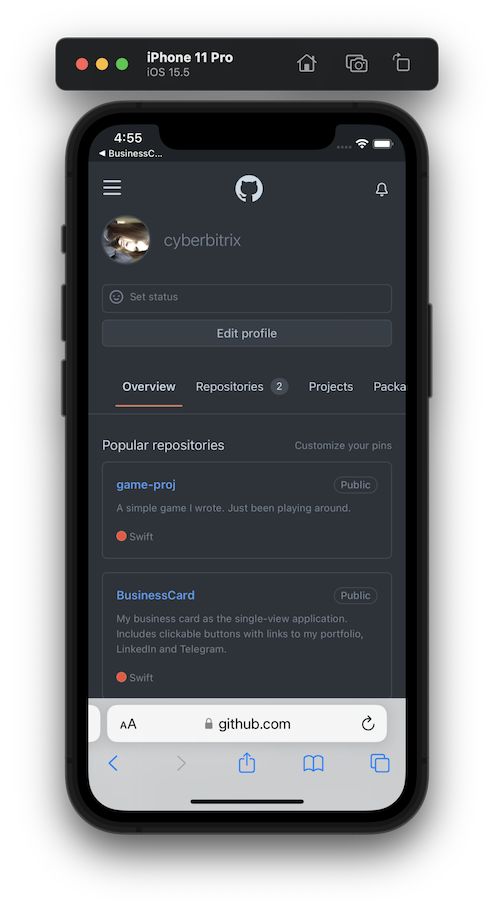 iPhone 11 Pro
iOS 15.5
4:55
◀ BusinessC...
cyberbitrix
Set status
Edit profile
Overview Repositories 2 Projects Packa
Popular repositories Customize your pins
game-proj Public
A simple game I wrote. Just been playing around.
Swift
BusinessCard Public
My business card as the single-view application.
Includes clickable buttons with links to my portfolio,
LinkedIn and Telegram.
Swift
AA github.com